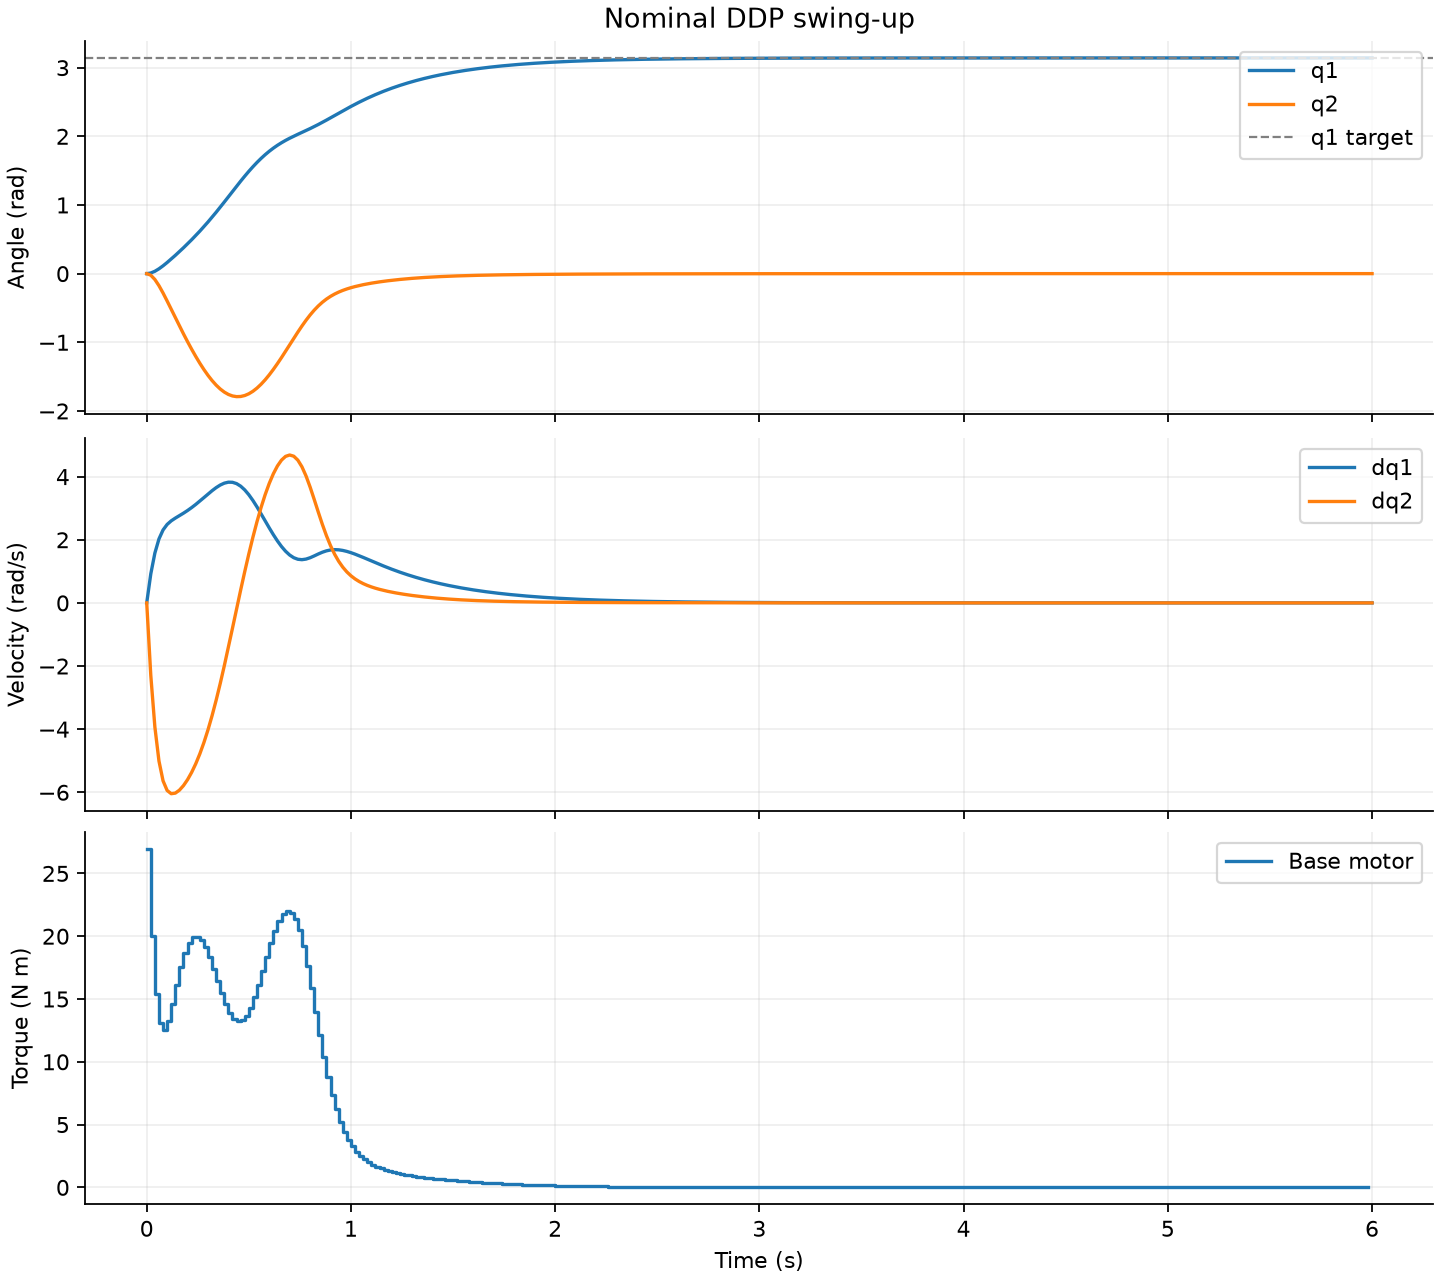 Nominal DDP swing-up
Angle (rad)
3
2
1
0
−1
−2
q1
q2
q1 target
Velocity (rad/s)
4
2
0
−2
−4
−6
dq1
dq2
Torque (N m)
25
20
15
10
5
0
Base motor
0 1 2 3 4 5 6
Time (s)